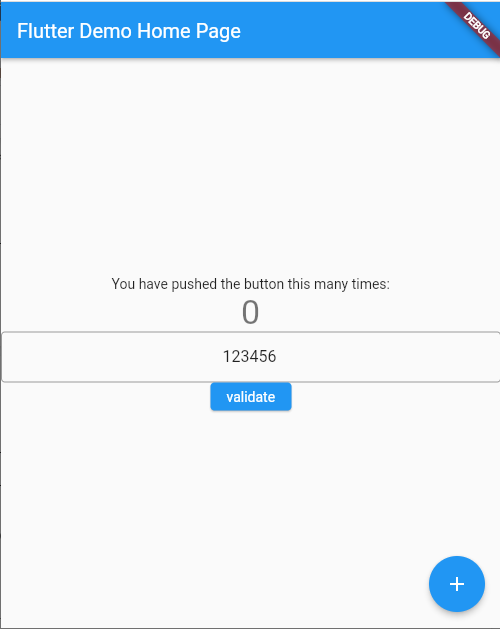 Flutter Demo Home Page
DEBUG
You have pushed the button this many times:
0
123456
validate
+